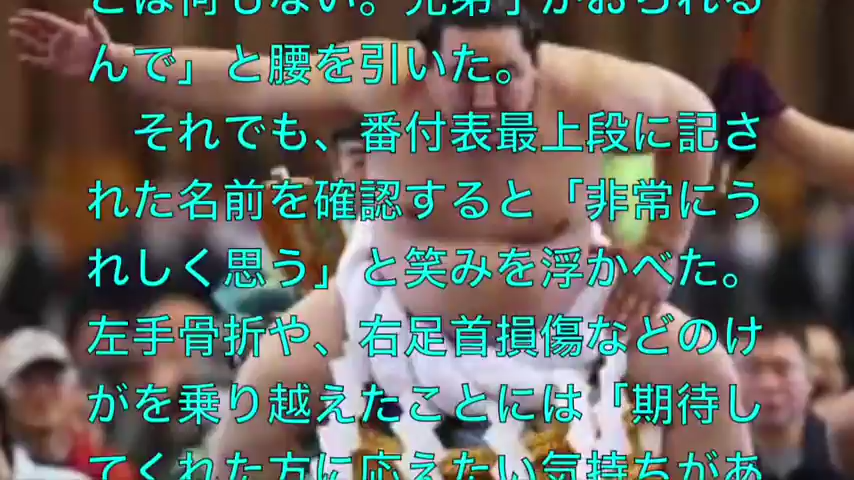 とは何もない。兄弟子がおられる
んで」と腰を引いた。
　それでも、番付表最上段に記さ
れた名前を確認すると「非常にう
れしく思う」と笑みを浮かべた。
左手骨折や、右足首損傷などのけ
がを乗り越えたことには「期待し
てくれた方に応えたい気持ちがあ